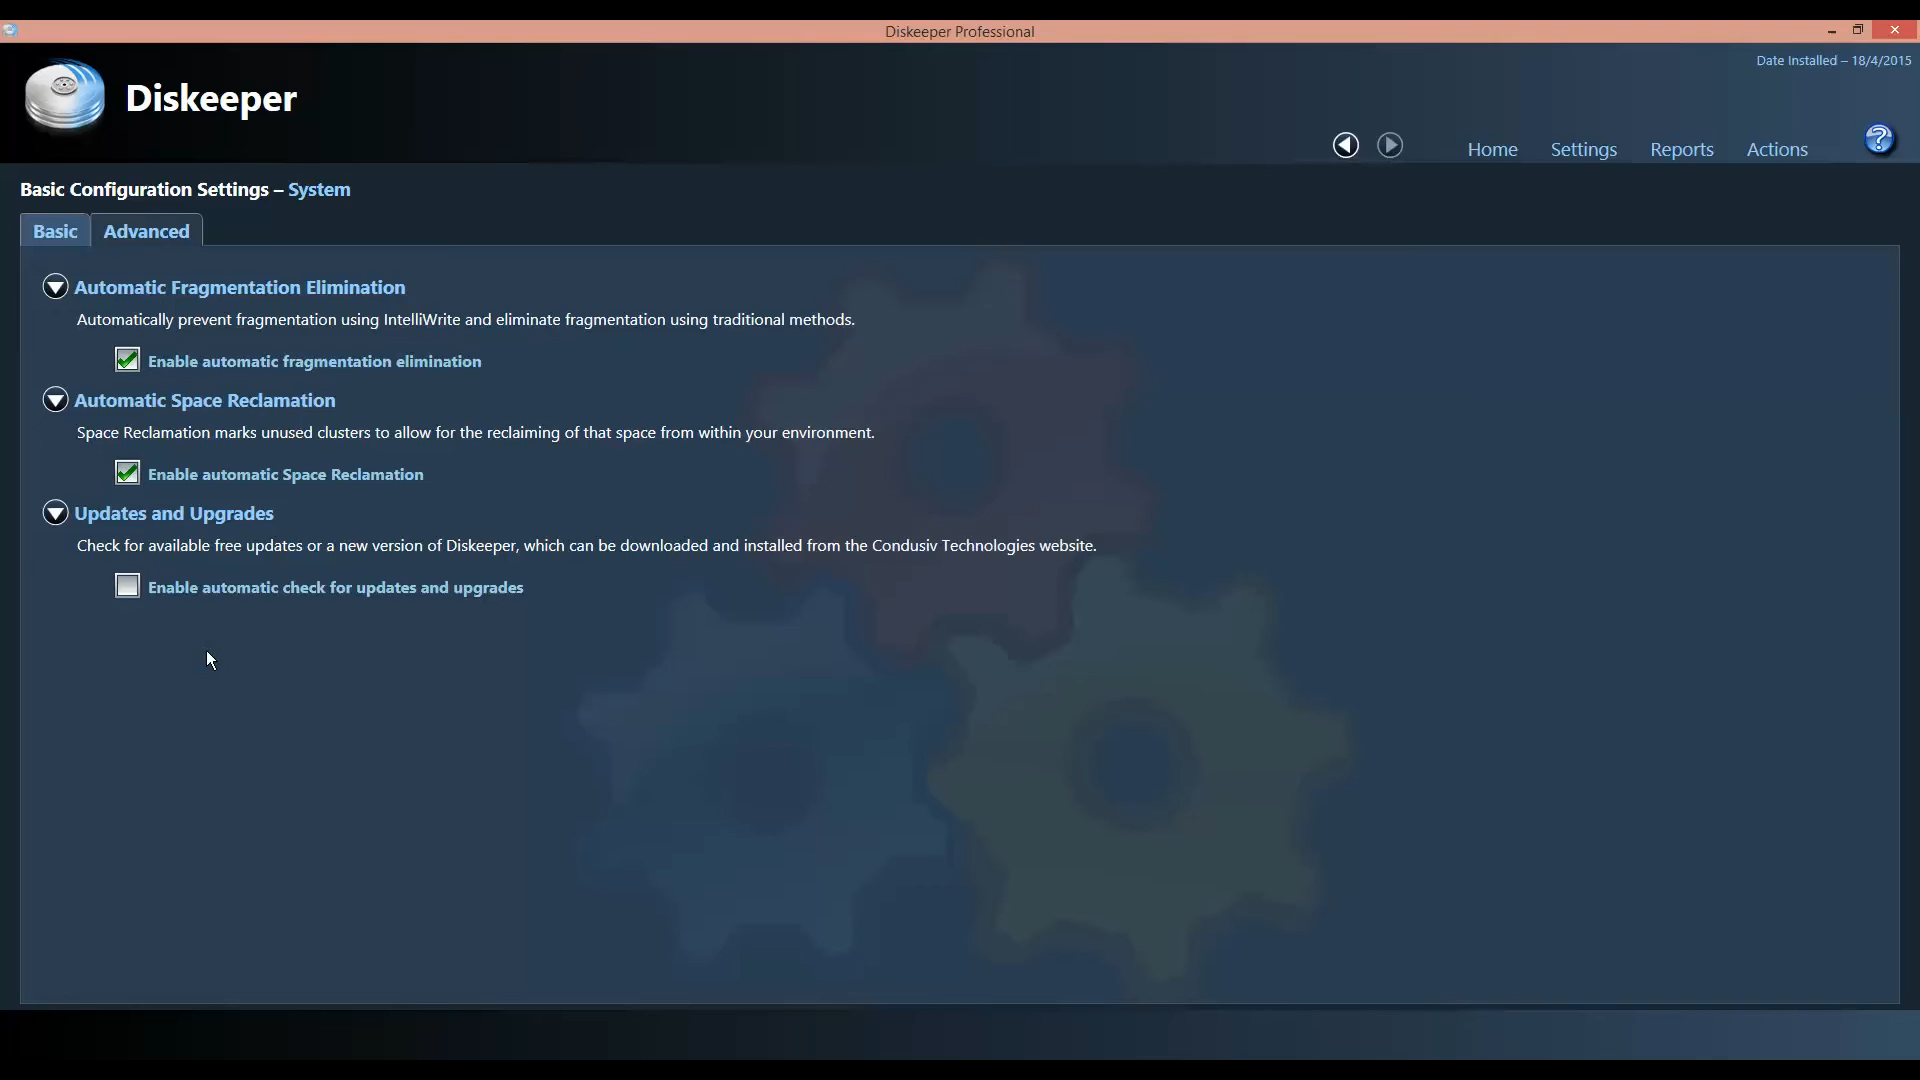 Diskeeper Professional
Date Installed – 18/4/2015
Diskeeper
Home Settings Reports Actions
Basic Configuration Settings – System
Basic Advanced
Automatic Fragmentation Elimination
Automatically prevent fragmentation using IntelliWrite and eliminate fragmentation using traditional methods.
Enable automatic fragmentation elimination
Automatic Space Reclamation
Space Reclamation marks unused clusters to allow for the reclaiming of that space from within your environment.
Enable automatic Space Reclamation
Updates and Upgrades
Check for available free updates or a new version of Diskeeper, which can be downloaded and installed from the Condusiv Technologies website.
Enable automatic check for updates and upgrades